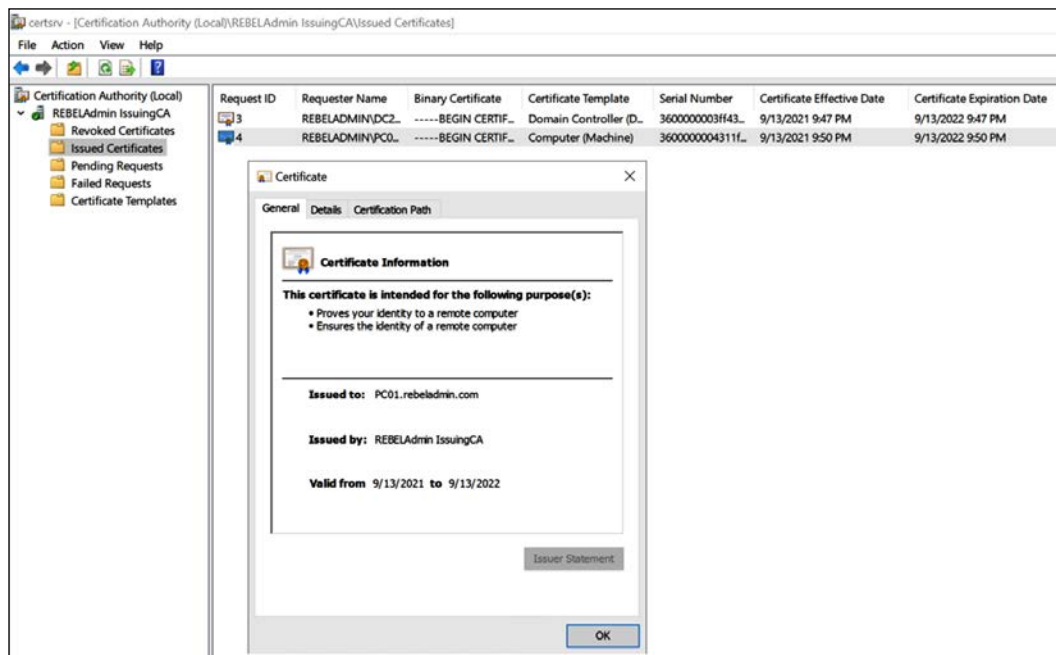 certsrv - [Certification Authority (Local)\REBELAdmin IssuingCA\Issued Certificates]
File Action View Help
Certification Authority (Local)
REBELAdmin IssuingCA
Revoked Certificates
Issued Certificates
Pending Requests
Failed Requests
Certificate Templates
Request ID Requester Name Binary Certificate Certificate Template Serial Number Certificate Effective Date Certificate Expiration Date
3 REBELADMIN\DC2... -----BEGIN CERTIF... Domain Controller (D... 3600000003ff43... 9/13/2021 9:47 PM 9/13/2022 9:47 PM
4 REBELADMIN\PC0... -----BEGIN CERTIF... Computer (Machine) 3600000004311f... 9/13/2021 9:50 PM 9/13/2022 9:50 PM
Certificate
General Details Certification Path
Certificate Information
This certificate is intended for the following purpose(s):
• Proves your identity to a remote computer
• Ensures the identity of a remote computer
Issued to: PC01.rebeladmin.com
Issued by: REBELAdmin IssuingCA
Valid from 9/13/2021 to 9/13/2022
Issuer Statement
OK